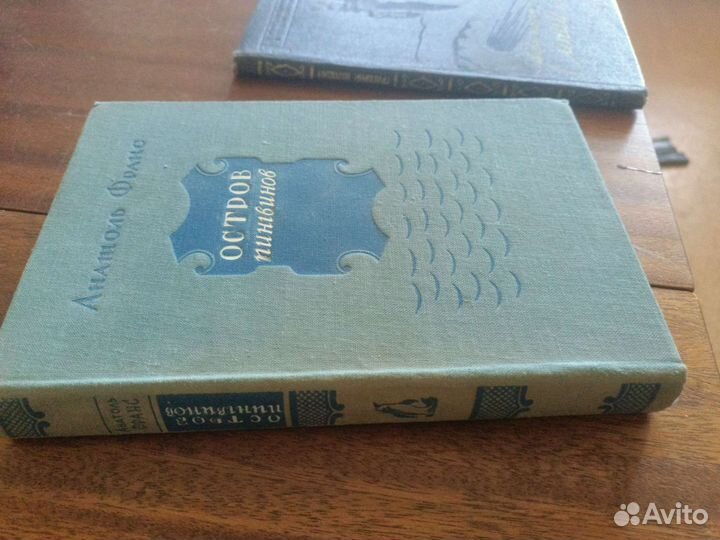 Анатоль Франс
ОСТРОВ
пингвинов
Анатоль
Франс
ОСТРОВ
ПИНГВИНОВ
Avito